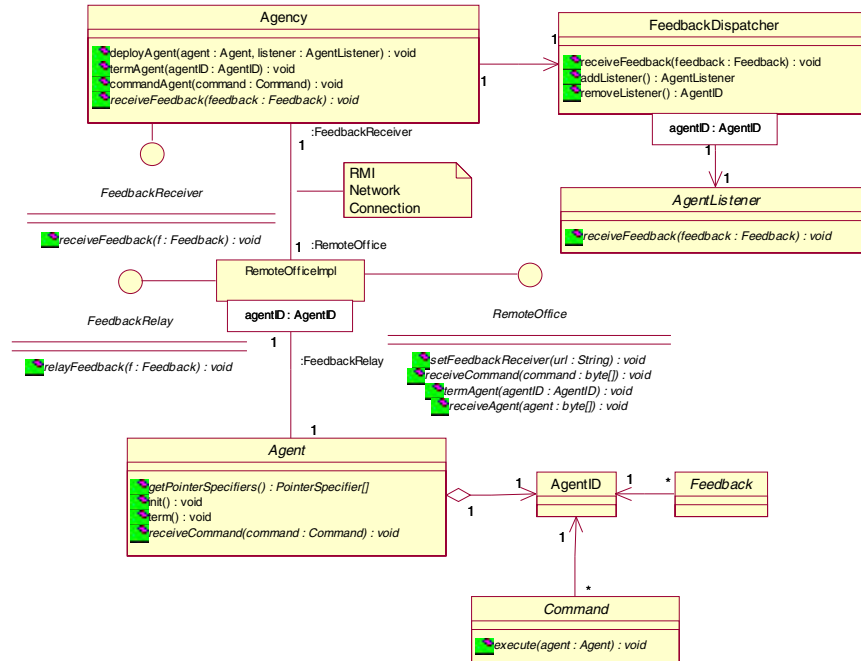 Agency
deployAgent(agent : Agent, listener : AgentListener) : void
termAgent(agentID : AgentID) : void
commandAgent(command : Command) : void
receiveFeedback(feedback : Feedback) : void
FeedbackDispatcher
receiveFeedback(feedback : Feedback) : void
addListener() : AgentListener
removeListener() : AgentID
agentID : AgentID
1
1
1
1
AgentListener
receiveFeedback(feedback : Feedback) : void
:FeedbackReceiver
1
RMI
Network
Connection
FeedbackReceiver
receiveFeedback(f : Feedback) : void
1
:RemoteOffice
RemoteOfficeImpl
agentID : AgentID
FeedbackRelay
relayFeedback(f : Feedback) : void
RemoteOffice
setFeedbackReceiver(url : String) : void
receiveCommand(command : byte[]) : void
termAgent(agentID : AgentID) : void
receiveAgent(agent : byte[]) : void
1
:FeedbackRelay
1
Agent
getPointerSpecifiers() : PointerSpecifier[]
init() : void
term() : void
receiveCommand(command : Command) : void
1
1
AgentID
1
*
Feedback
1
*
Command
execute(agent : Agent) : void